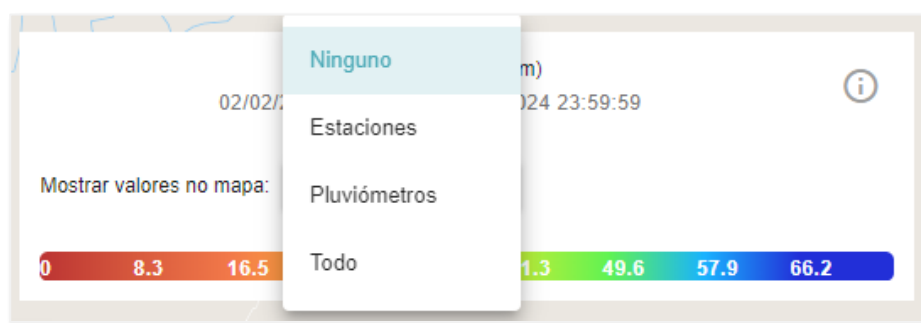 Ninguno
m)
02/02/2
024 23:59:59
Estaciones
Mostrar valores no mapa:
Pluviómetros
Todo
0 8.3 16.5 1.3 49.6 57.9 66.2